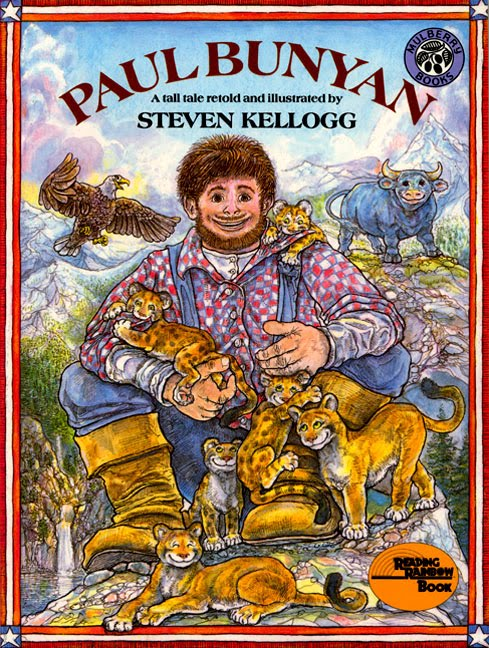 PAUL BUNYAN
MULBERRY
BOOKS
A tall tale retold and illustrated by
STEVEN KELLOGG
READING
RAINBOW
BOOK